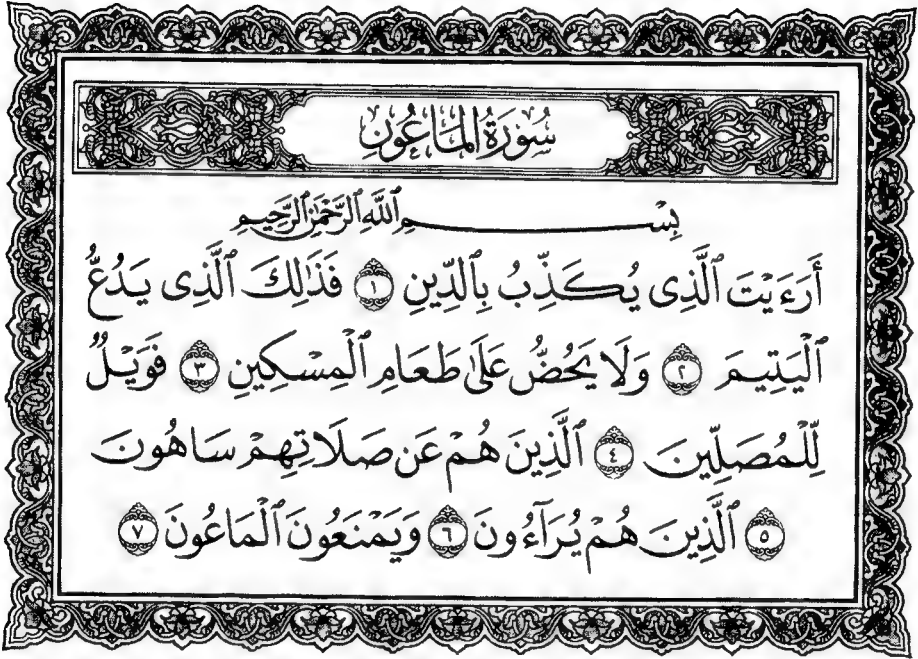 سُورَةُ الْمَاعُونِ
بِسْمِ ٱللَّهِ ٱلرَّحْمَٰنِ ٱلرَّحِيمِ
أَرَءَيْتَ ٱلَّذِى يُكَذِّبُ بِٱلدِّينِ ١ فَذَٰلِكَ ٱلَّذِى يَدُعُّ
ٱلْيَتِيمَ ٢ وَلَا يَحُضُّ عَلَىٰ طَعَامِ ٱلْمِسْكِينِ ٣ فَوَيْلٌ
لِّلْمُصَلِّينَ ٤ ٱلَّذِينَ هُمْ عَن صَلَاتِهِمْ سَاهُونَ
٥ ٱلَّذِينَ هُمْ يُرَآءُونَ ٦ وَيَمْنَعُونَ ٱلْمَاعُونَ ٧